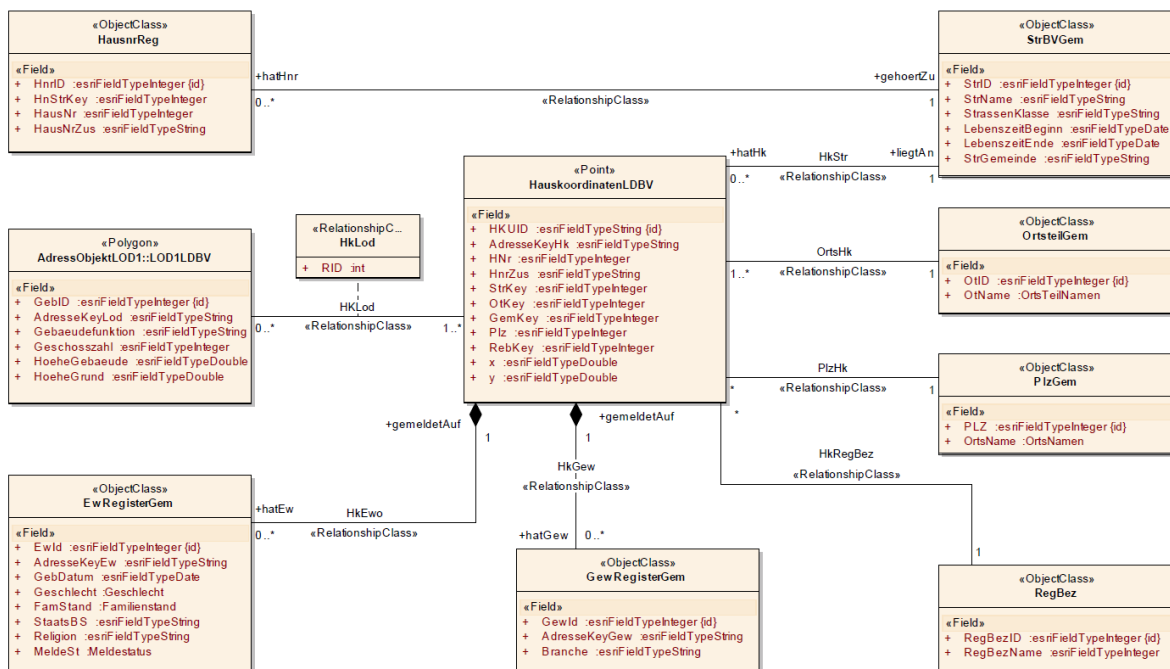 «ObjectClass»
HausnrReg
«Field»
+ HnrID :esriFieldTypeInteger {id}
+ HnStrKey :esriFieldTypeInteger
+ HausNr :esriFieldTypeInteger
+ HausNrZus :esriFieldTypeString
+hatHnr
0..*
«RelationshipClass»
+gehoertZu
1
«ObjectClass»
StrBVGem
«Field»
+ StrID :esriFieldTypeInteger {id}
+ StrName :esriFieldTypeString
+ StrassenKlasse :esriFieldTypeString
+ LebenszeitBeginn :esriFieldTypeDate
+ LebenszeitEnde :esriFieldTypeDate
+ StrGemeinde :esriFieldTypeString
+hatHk
HkStr
+liegtAn
0..*
«RelationshipClass»
1
«Point»
HauskoordinatenLDBV
«Field»
+ HKUID :esriFieldTypeString {id}
+ AdresseKeyHk :esriFieldTypeString
+ HNr :esriFieldTypeInteger
+ HnrZus :esriFieldTypeString
+ StrKey :esriFieldTypeInteger
+ OtKey :esriFieldTypeInteger
+ GemKey :esriFieldTypeInteger
+ Plz :esriFieldTypeInteger
+ RebKey :esriFieldTypeInteger
+ x :esriFieldTypeDouble
+ y :esriFieldTypeDouble
«RelationshipC...
HkLod
+ RID :int
HKLod
0..*
«RelationshipClass»
1..*
«Polygon»
AdressObjektLOD1::LOD1LDBV
«Field»
+ GebID :esriFieldTypeInteger {id}
+ AdresseKeyLod :esriFieldTypeString
+ Gebaeudefunktion :esriFieldTypeString
+ Geschosszahl :esriFieldTypeInteger
+ HoeheGebaeude :esriFieldTypeDouble
+ HoeheGrund :esriFieldTypeDouble
OrtsHk
1..*
«RelationshipClass»
1
«ObjectClass»
OrtsteilGem
«Field»
+ OtID :esriFieldTypeInteger {id}
+ OtName :OrtsTeilNamen
PlzHk
*
«RelationshipClass»
1
«ObjectClass»
PlzGem
«Field»
+ PLZ :esriFieldTypeInteger {id}
+ OrtsName :OrtsNamen
*
HkRegBez
«RelationshipClass»
1
+gemeldetAuf
1
+gemeldetAuf
1
HkGew
«RelationshipClass»
+hatGew
0..*
«ObjectClass»
EwRegisterGem
«Field»
+ EwId :esriFieldTypeInteger {id}
+ AdresseKeyEw :esriFieldTypeString
+ GebDatum :esriFieldTypeDate
+ Geschlecht :Geschlecht
+ FamStand :Familienstand
+ StaatsBS :esriFieldTypeString
+ Religion :esriFieldTypeString
+ MeldeSt :Meldestatus
+hatEw
HkEwo
0..*
«RelationshipClass»
«ObjectClass»
GewRegisterGem
«Field»
+ GewId :esriFieldTypeInteger {id}
+ AdresseKeyGew :esriFieldTypeString
+ Branche :esriFieldTypeString
«ObjectClass»
RegBez
«Field»
+ RegBezID :esriFieldTypeInteger {id}
+ RegBezName :esriFieldTypeInteger